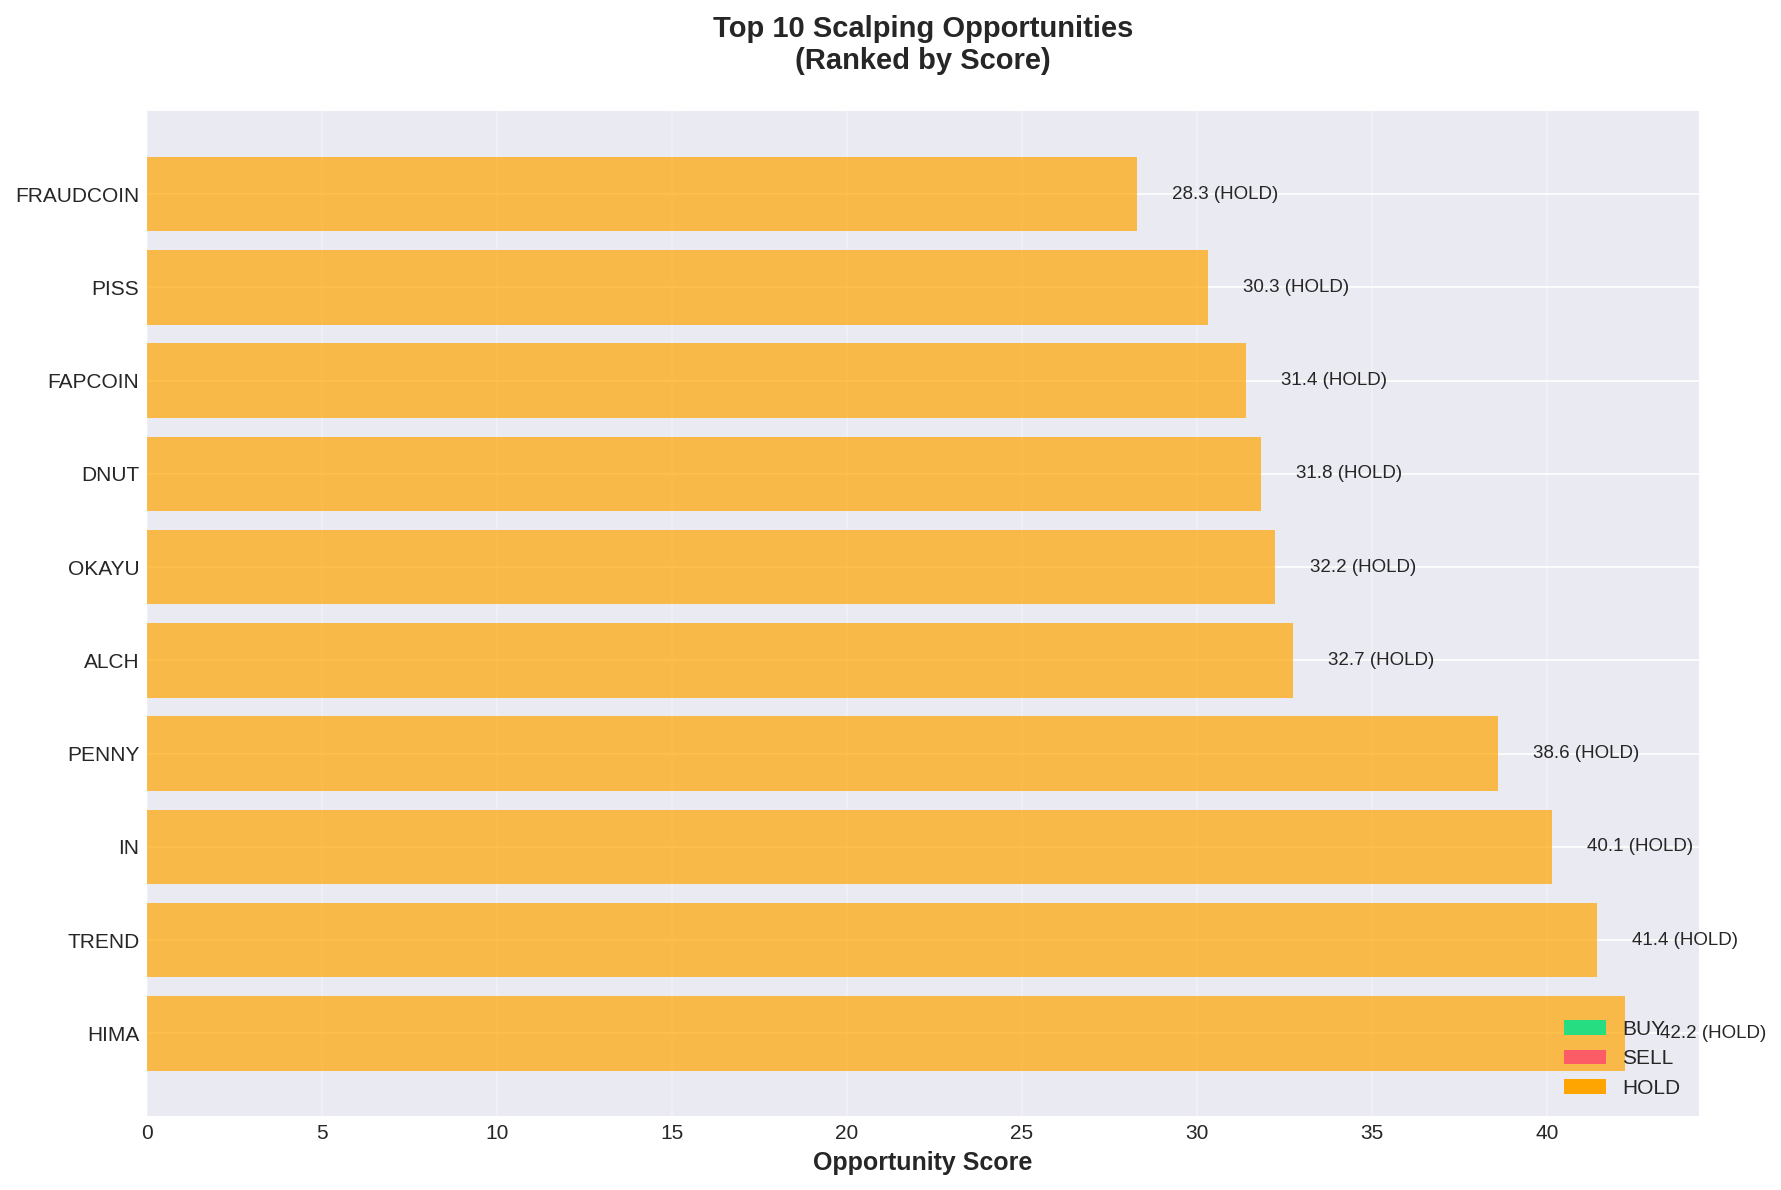 Top 10 Scalping Opportunities
(Ranked by Score)
FRAUDCOIN 28.3 (HOLD)
PISS 30.3 (HOLD)
FAPCOIN 31.4 (HOLD)
DNUT 31.8 (HOLD)
OKAYU 32.2 (HOLD)
ALCH 32.7 (HOLD)
PENNY 38.6 (HOLD)
IN 40.1 (HOLD)
TREND 41.4 (HOLD)
HIMA 42.2 (HOLD)
BUY
SELL
HOLD
0 5 10 15 20 25 30 35 40
Opportunity Score